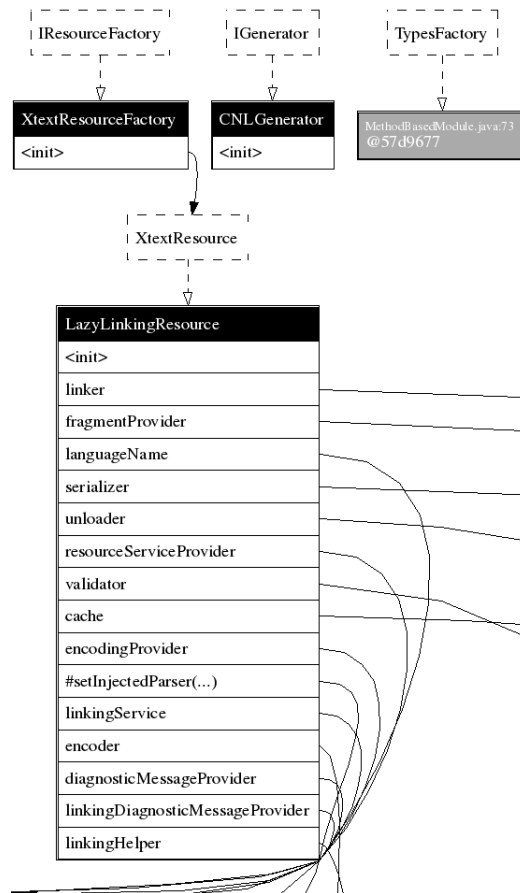 IResourceFactory
IGenerator
TypesFactory
XtextResourceFactory
<init>
CNLGenerator
<init>
MethodBasedModule.java:73
@57d9677
XtextResource
LazyLinkingResource
<init>
linker
fragmentProvider
languageName
serializer
unloader
resourceServiceProvider
validator
cache
encodingProvider
#setInjectedParser(...)
linkingService
encoder
diagnosticMessageProvider
linkingDiagnosticMessageProvider
linkingHelper